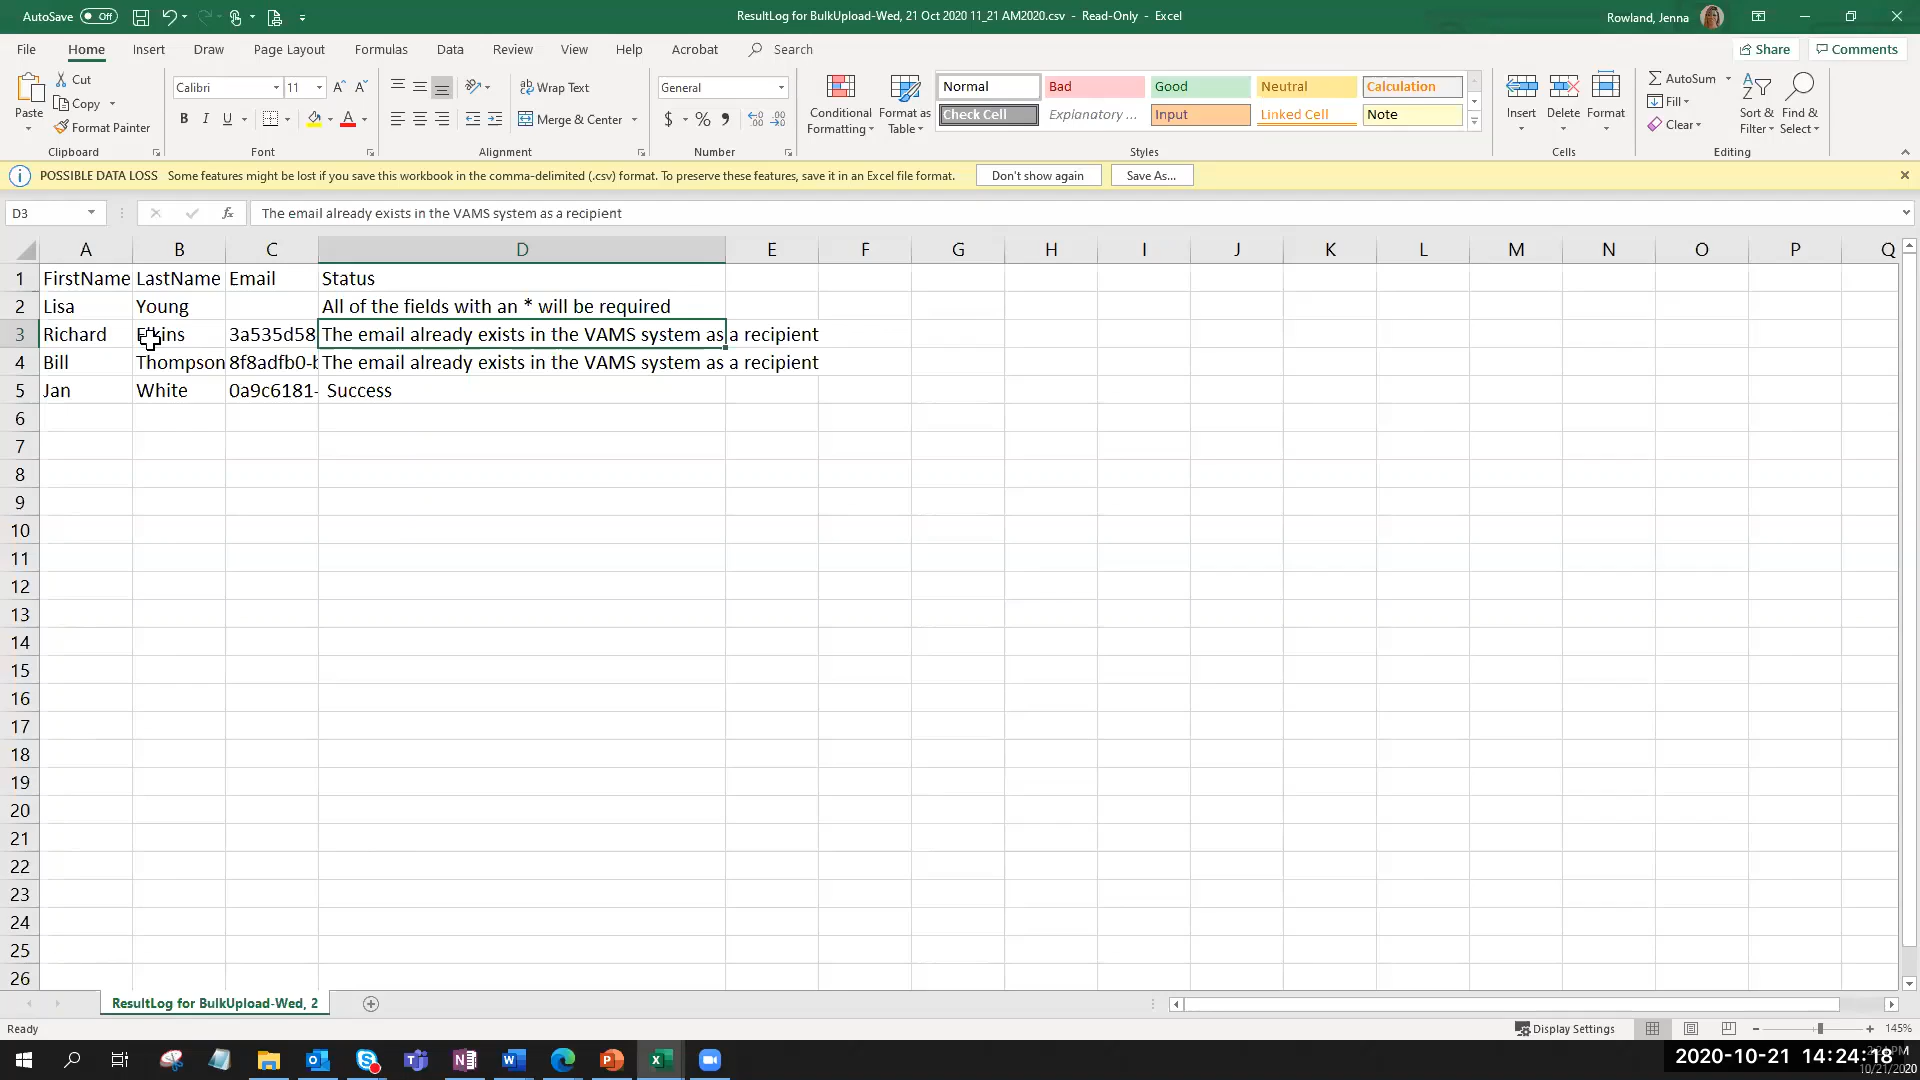 AutoSave Off
ResultLog for BulkUpload-Wed, 21 Oct 2020 11_21 AM2020.csv - Read-Only - Excel
Rowland, Jenna
File Home Insert Draw Page Layout Formulas Data Review View Help Acrobat Search
Share Comments
Paste
Cut
Copy
Format Painter
Clipboard
Calibri 11
B I U
Font
Wrap Text
Merge & Center
Alignment
General
$ % 9
Number
Conditional Formatting
Format as Table
Normal Bad Good Neutral Calculation
Check Cell Explanatory ... Input Linked Cell Note
Styles
Insert Delete Format
Cells
AutoSum
Fill
Clear
Sort & Filter
Find & Select
Editing
POSSIBLE DATA LOSS Some features might be lost if you save this workbook in the comma-delimited (.csv) format. To preserve these features, save it in an Excel file format. Don't show again Save As...
D3 fx The email already exists in the VAMS system as a recipient
A B C D E F G H I J K L M N O P Q
1 FirstName LastName Email Status
2 Lisa Young All of the fields with an * will be required
3 Richard 3a535d58 The email already exists in the VAMS system as a recipient
4 Bill Thompson 8f8adfb0-b The email already exists in the VAMS system as a recipient
5 Jan White 0a9c6181- Success
6
7
8
9
10
11
12
13
14
15
16
17
18
19
20
21
22
23
24
25
26
ResultLog for BulkUpload-Wed, 2
Ready
Display Settings
145%
2020-10-21 14:24:18
10/21/2020